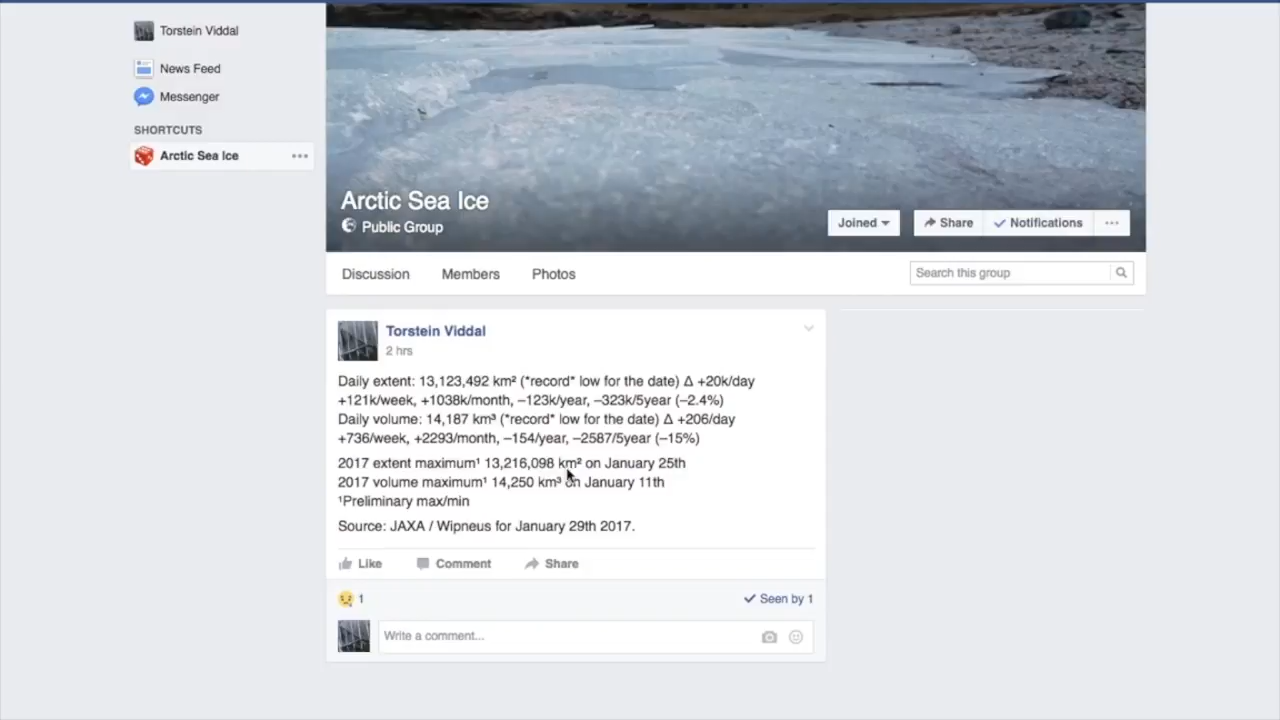 Torstein Viddal
News Feed
Messenger
SHORTCUTS
Arctic Sea Ice
Arctic Sea Ice
Public Group
Joined
Share
Notifications
Discussion
Members
Photos
Search this group
Torstein Viddal
2 hrs
Daily extent: 13,123,492 km² (*record* low for the date) Δ +20k/day
+121k/week, +1038k/month, –123k/year, –323k/5year (–2.4%)
Daily volume: 14,187 km³ (*record* low for the date) Δ +206/day
+736/week, +2293/month, –154/year, –2587/5year (–15%)
2017 extent maximum¹ 13,216,098 km² on January 25th
2017 volume maximum¹ 14,250 km³ on January 11th
¹Preliminary max/min
Source: JAXA / Wipneus for January 29th 2017.
Like
Comment
Share
1
Seen by 1
Write a comment...